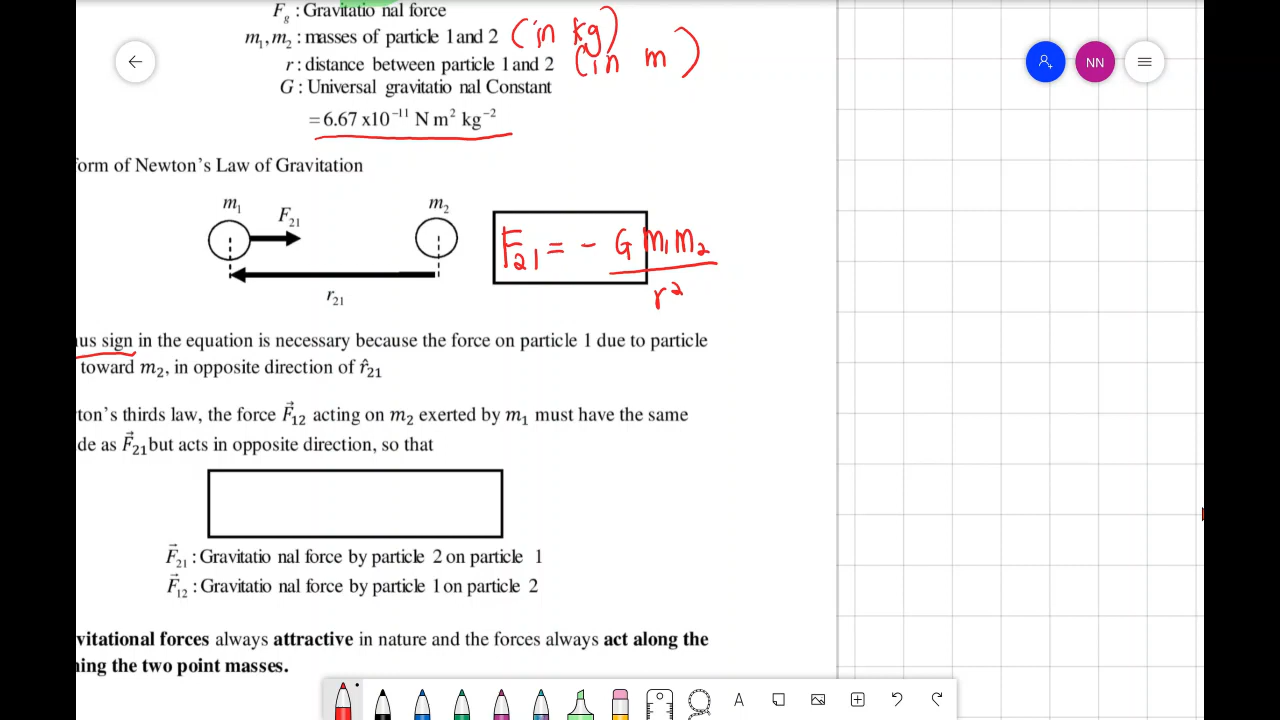 F_g : Gravitatio nal force
m₁, m₂ : masses of particle 1 and 2 (in kg)
r : distance between particle 1 and 2 (in m)
G : Universal gravitatio nal Constant
= 6.67 x10⁻¹¹ N m² kg⁻²
NN
form of Newton's Law of Gravitation
m₁
m₂
F₂₁
r₂₁
F₂₁ = - G m₁m₂ / r²
us sign in the equation is necessary because the force on particle 1 due to particle
toward m₂, in opposite direction of r̂₂₁
ton's thirds law, the force F⃗₁₂ acting on m₂ exerted by m₁ must have the same
de as F⃗₂₁ but acts in opposite direction, so that
F⃗₂₁ : Gravitatio nal force by particle 2 on particle 1
F⃗₁₂ : Gravitatio nal force by particle 1 on particle 2
vitational forces always attractive in nature and the forces always act along the
ning the two point masses.
A